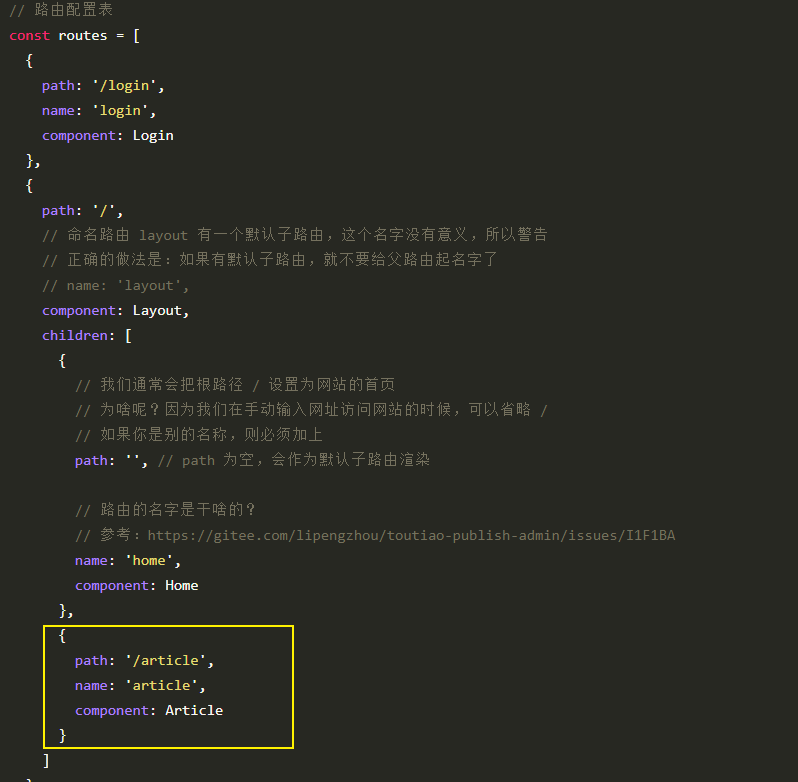 // 路由配置表
const routes = [
  {
    path: '/login',
    name: 'login',
    component: Login
  },
  {
    path: '/',
    // 命名路由 layout 有一个默认子路由，这个名字没有意义，所以警告
    // 正确的做法是：如果有默认子路由，就不要给父路由起名字了
    // name: 'layout',
    component: Layout,
    children: [
      {
        // 我们通常会把根路径 / 设置为网站的首页
        // 为啥呢？因为我们在手动输入网址访问网站的时候，可以省略 /
        // 如果你是别的名称，则必须加上
        path: '', // path 为空，会作为默认子路由渲染
        // 路由的名字是干啥的？
        // 參考：https://gitee.com/lipengzhou/toutiao-publish-admin/issues/I1F1BA
        name: 'home',
        component: Home
      },
      {
        path: '/article',
        name: 'article',
        component: Article
      }
    ]